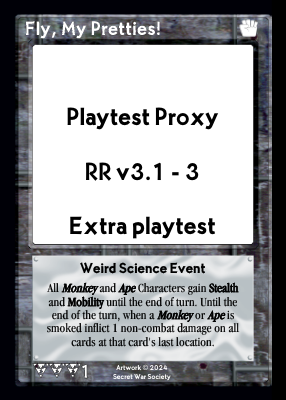 Fly, My Pretties!
Playtest Proxy
RR v3.1 - 3
Extra playtest
Weird Science Event
All Monkey and Ape Characters gain Stealth
and Mobility until the end of turn. Until the
end of the turn, when a Monkey or Ape is
smoked inflict 1 non-combat damage on all
cards at that card's last location.
1
Artwork © 2024
Secret War Society